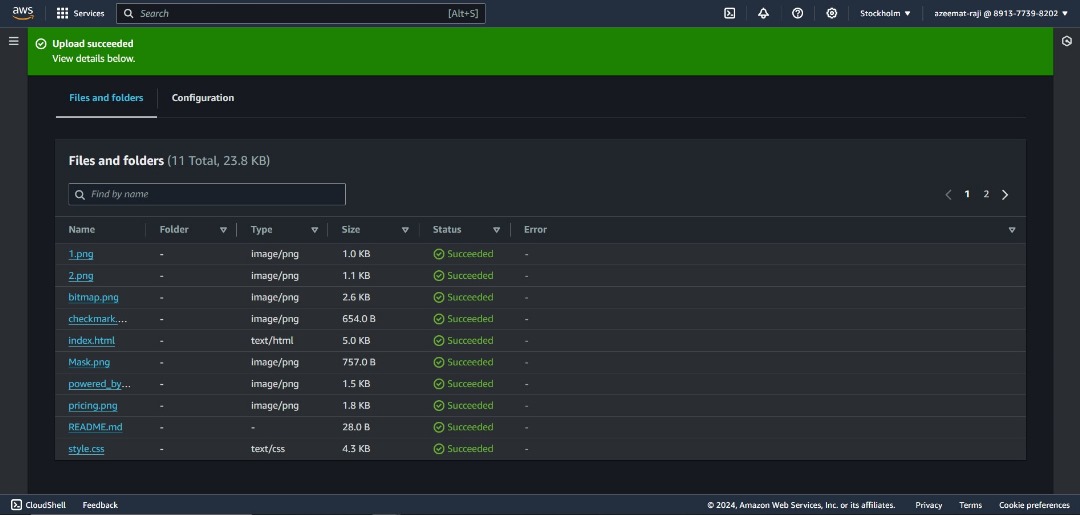 aws Services Search [Alt+S] Stockholm azeemat-raji @ 8913-7739-8202
Upload succeeded
View details below.
Files and folders Configuration
Files and folders (11 Total, 23.8 KB)
Find by name 1 2
Name Folder Type Size Status Error
1.png - image/png 1.0 KB Succeeded -
2.png - image/png 1.1 KB Succeeded -
bitmap.png - image/png 2.6 KB Succeeded -
checkmark.... - image/png 654.0 B Succeeded -
index.html - text/html 5.0 KB Succeeded -
Mask.png - image/png 757.0 B Succeeded -
powered_by... - image/png 1.5 KB Succeeded -
pricing.png - image/png 1.8 KB Succeeded -
README.md - - 28.0 B Succeeded -
style.css - text/css 4.3 KB Succeeded -
CloudShell Feedback © 2024, Amazon Web Services, Inc. or its affiliates. Privacy Terms Cookie preferences